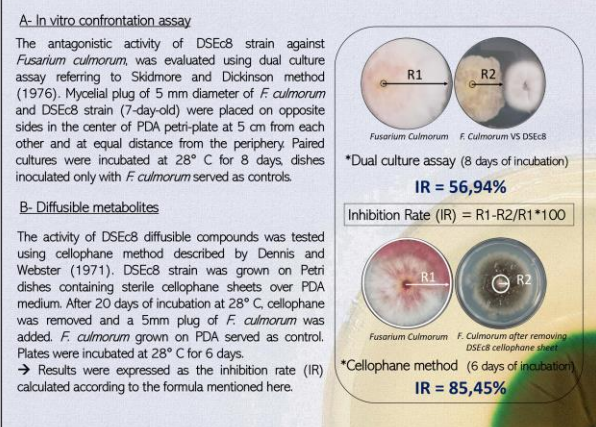 A- In vitro confrontation assay
The antagonistic activity of DSEc8 strain against
Fusarium culmorum, was evaluated using dual culture
assay referring to Skidmore and Dickinson method
(1976). Mycelial plug of 5 mm diameter of F. culmorum
and DSEc8 strain (7-day-old) were placed on opposite
sides in the center of PDA petri-plate at 5 cm from each
other and at equal distance from the periphery. Paired
cultures were incubated at 28° C for 8 days, dishes
inoculated only with F. culmorum served as controls.
B- Diffusible metabolites
The activity of DSEc8 diffusible compounds was tested
using cellophane method described by Dennis and
Webster (1971). DSEc8 strain was grown on Petri
dishes containing sterile cellophane sheets over PDA
medium. After 20 days of incubation at 28° C, cellophane
was removed and a 5mm plug of F. culmorum was
added. F. culmorum grown on PDA served as control.
Plates were incubated at 28° C for 6 days.
→ Results were expressed as the inhibition rate (IR)
calculated according to the formula mentioned here.
R1
R2
Fusarium Culmorum
F. Culmorum VS DSEc8
*Dual culture assay (8 days of incubation)
IR = 56,94%
Inhibition Rate (IR) = R1-R2/R1*100
R1
R2
Fusarium Culmorum
F. Culmorum after removing
DSEc8 cellophane sheet
*Cellophane method (6 days of incubation)
IR = 85,45%